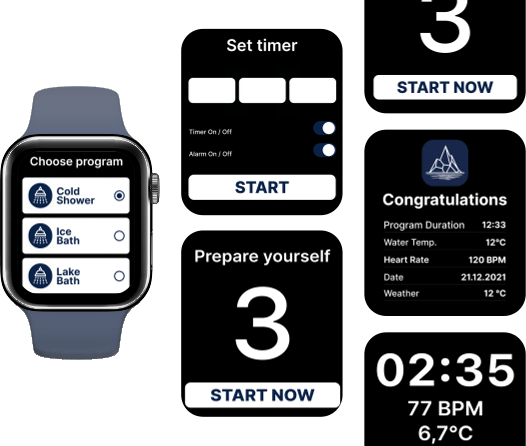 Choose program
Cold
Shower
Ice
Bath
Lake
Bath
Set timer
Timer On / Off
Alarm On / Off
START
Prepare yourself
3
START NOW
3
START NOW
Congratulations
Program Duration 12:33
Water Temp. 12°C
Heart Rate 120 BPM
Date 21.12.2021
Weather 12 °C
02:35
77 BPM
6,7°C